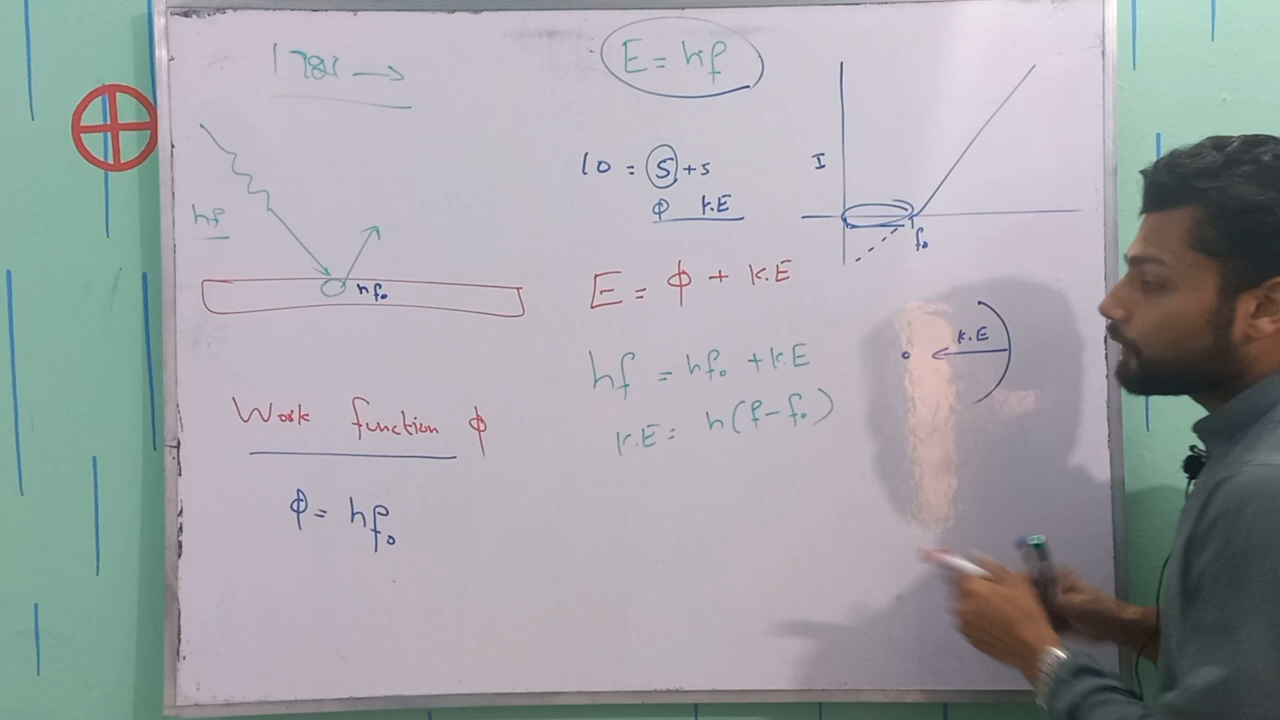 E = hf
hf
hf₀
10 = 5 + 5
ϕ K.E
I
f₀
E = ϕ + K.E
K.E
hf = hf₀ + K.E
K.E = h(f - f₀)
Work function ϕ
ϕ = hf₀